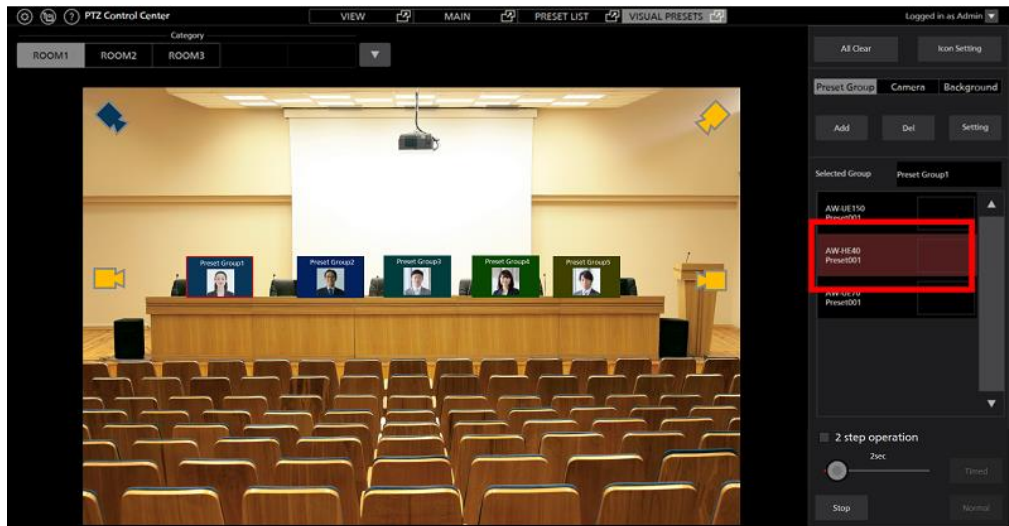 PTZ Control Center
VIEW
MAIN
PRESET LIST
VISUAL PRESETS
Logged in as Admin
Category
ROOM1
ROOM2
ROOM3
All Clear
Icon Setting
Preset Group
Camera
Background
Add
Del
Setting
Selected Group
Preset Group1
AW-UE150
Preset001
AW-HE40
Preset001
AW-UE70
Preset001
Preset Group1
Preset Group2
Preset Group3
Preset Group4
Preset Group5
2 step operation
2sec
Timed
Stop
Normal